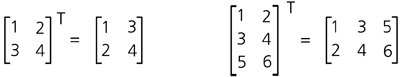 [1 2; 3 4]ᵀ = [1 3; 2 4]
[1 2; 3 4; 5 6]ᵀ = [1 3 5; 2 4 6]